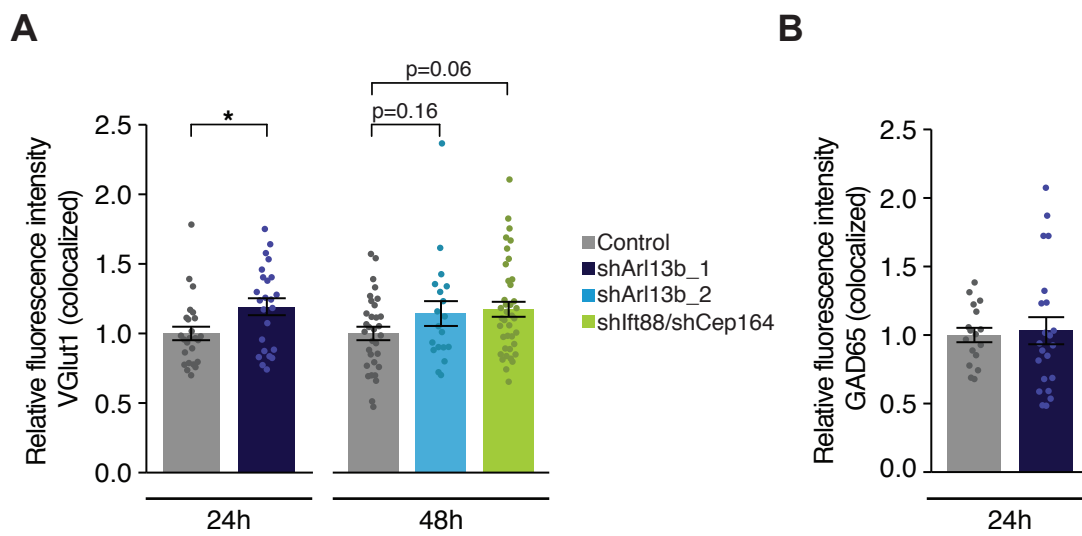 A
Relative fluorescence intensity
VGlut1 (colocalized)
2.5
2.0
1.5
1.0
0.5
0.0
*
p=0.06
p=0.16
24h
48h
Control
shArl13b_1
shArl13b_2
shIft88/shCep164
B
Relative fluorescence intensity
GAD65 (colocalized)
2.5
2.0
1.5
1.0
0.5
0.0
24h